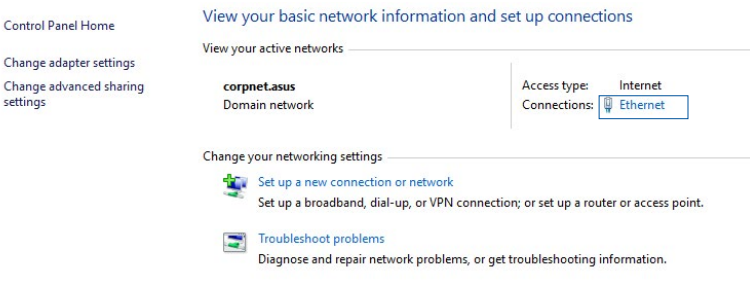 Control Panel Home
Change adapter settings
Change advanced sharing
settings
View your basic network information and set up connections
View your active networks
corpnet.asus
Domain network
Access type: Internet
Connections: Ethernet
Change your networking settings
Set up a new connection or network
Set up a broadband, dial-up, or VPN connection; or set up a router or access point.
Troubleshoot problems
Diagnose and repair network problems, or get troubleshooting information.